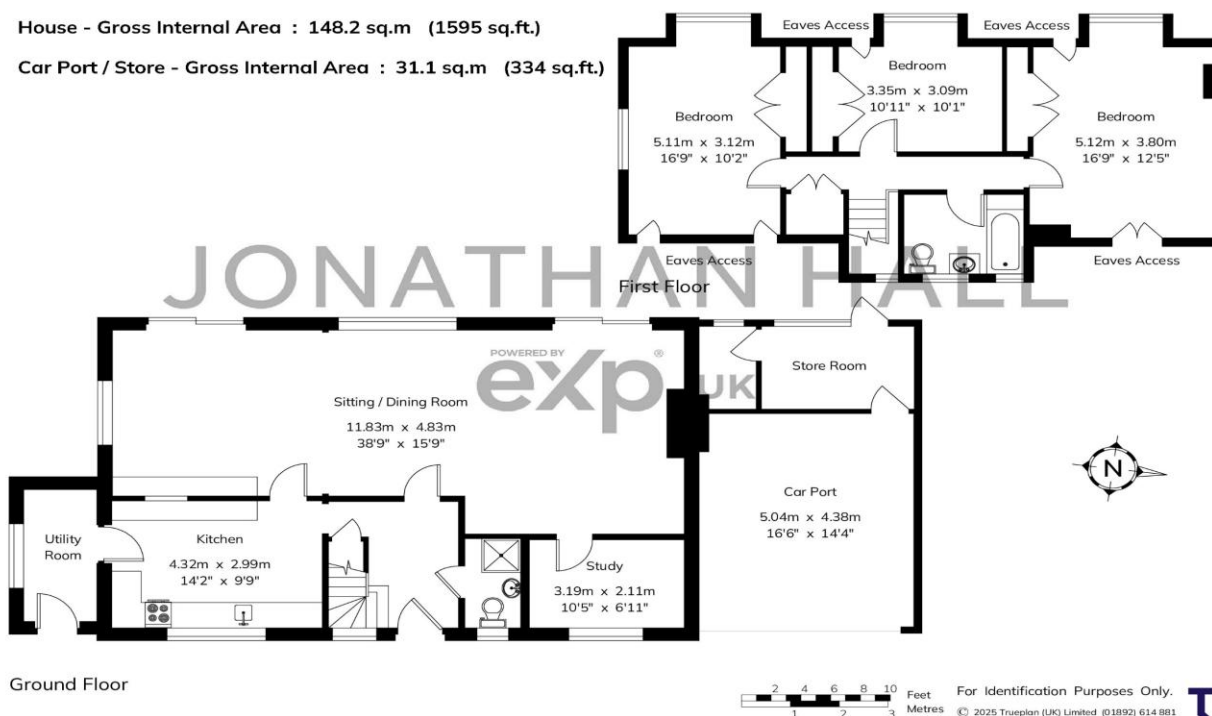 House - Gross Internal Area : 148.2 sq.m (1595 sq.ft.)
Car Port / Store - Gross Internal Area : 31.1 sq.m (334 sq.ft.)
Eaves Access
Eaves Access
Bedroom
5.11m x 3.12m
16'9" x 10'2"
Bedroom
3.35m x 3.09m
10'11" x 10'1"
Bedroom
5.12m x 3.80m
16'9" x 12'5"
Eaves Access
Eaves Access
First Floor
JONATHAN HALL
POWERED BY
eXp® UK
Sitting / Dining Room
11.83m x 4.83m
38'9" x 15'9"
Store Room
Car Port
5.04m x 4.38m
16'6" x 14'4"
N
Utility
Room
Kitchen
4.32m x 2.99m
14'2" x 9'9"
Study
3.19m x 2.11m
10'5" x 6'11"
Ground Floor
2 4 6 8 10 Feet
1 2 3 Metres
For Identification Purposes Only.
© 2025 Trueplan (UK) Limited (01892) 614 881